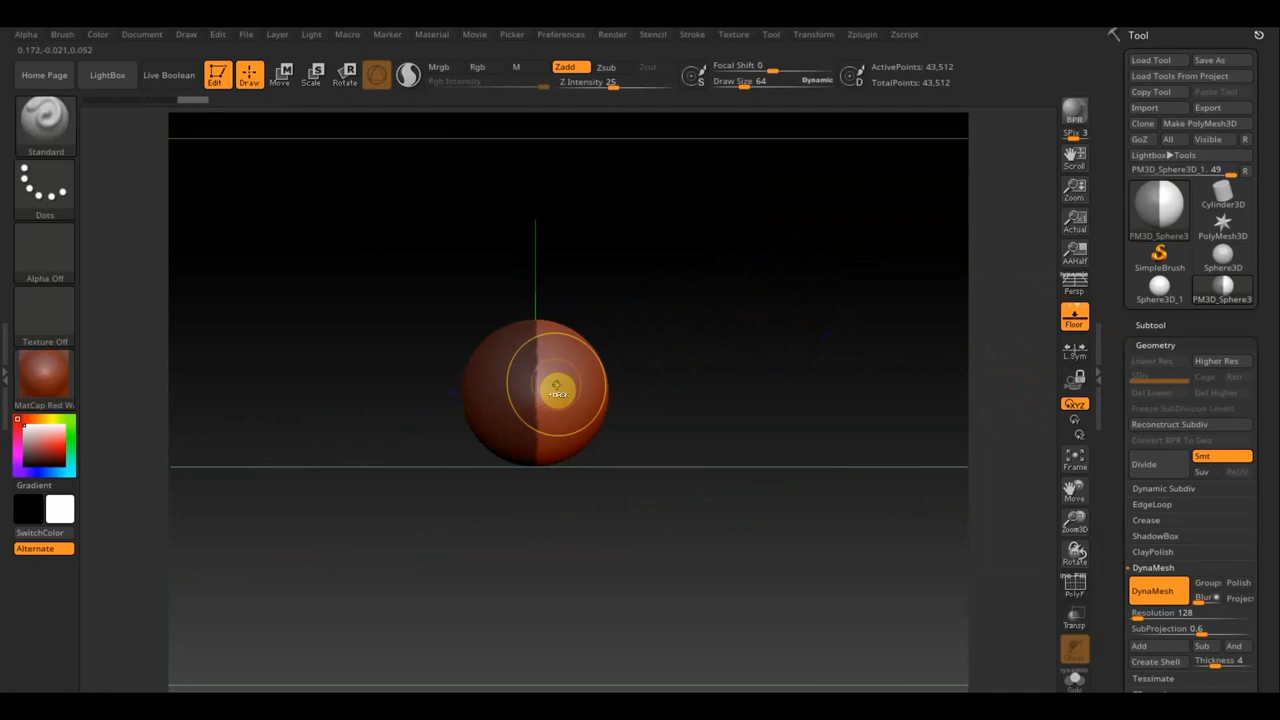 Alpha Brush Color Document Draw Edit File Layer Light Macro Marker Material Movie Picker Preferences Render Stencil Stroke Texture Tool Transform Zplugin Zscript
Tool
0.172,-0.021,0.052
Load Tool Save As
Load Tools From Project
Copy Tool Paste Tool
Import Export
Clone Make PolyMesh3D
GoZ All Visible R
Lightbox▶Tools
PM3D_Sphere3D_1. 49 R
PM3D_Sphere3
Cylinder3D
PolyMesh3D
SimpleBrush
Sphere3D
Sphere3D_1
PM3D_Sphere3
Home Page
LightBox
Live Boolean
Edit
Draw
Move
Scale
Rotate
Mrgb Rgb M
Rgb Intensity
Zadd Zsub Zcut
Z Intensity 25
S
Focal Shift 0
Draw Size 64 Dynamic
D
ActivePoints: 43,512
TotalPoints: 43,512
Standard
Dots
Alpha Off
Texture Off
MatCap Red Wa
Gradient
SwitchColor
Alternate
BPR
SPix 3
Scroll
Zoom
Actual
AAHalf
Dynamic
Persp
Floor
L.Sym
XYZ
Frame
Move
Zoom3D
Rotate
PolyF
Transp
Ghost
Dynamic
Solo
Subtool
Geometry
Lower Res Higher Res
SDiv Cage Rstr
Del Lower Del Higher
Freeze SubDivision Levels
Reconstruct Subdiv
Convert BPR To Geo
Divide
Smt
Suv ReUV
Dynamic Subdiv
EdgeLoop
Crease
ShadowBox
ClayPolish
DynaMesh
DynaMesh
Groups Polish
Blur Project
Resolution 128
SubProjection 0.6
Add Sub And
Create Shell Thickness 4
Tessimate